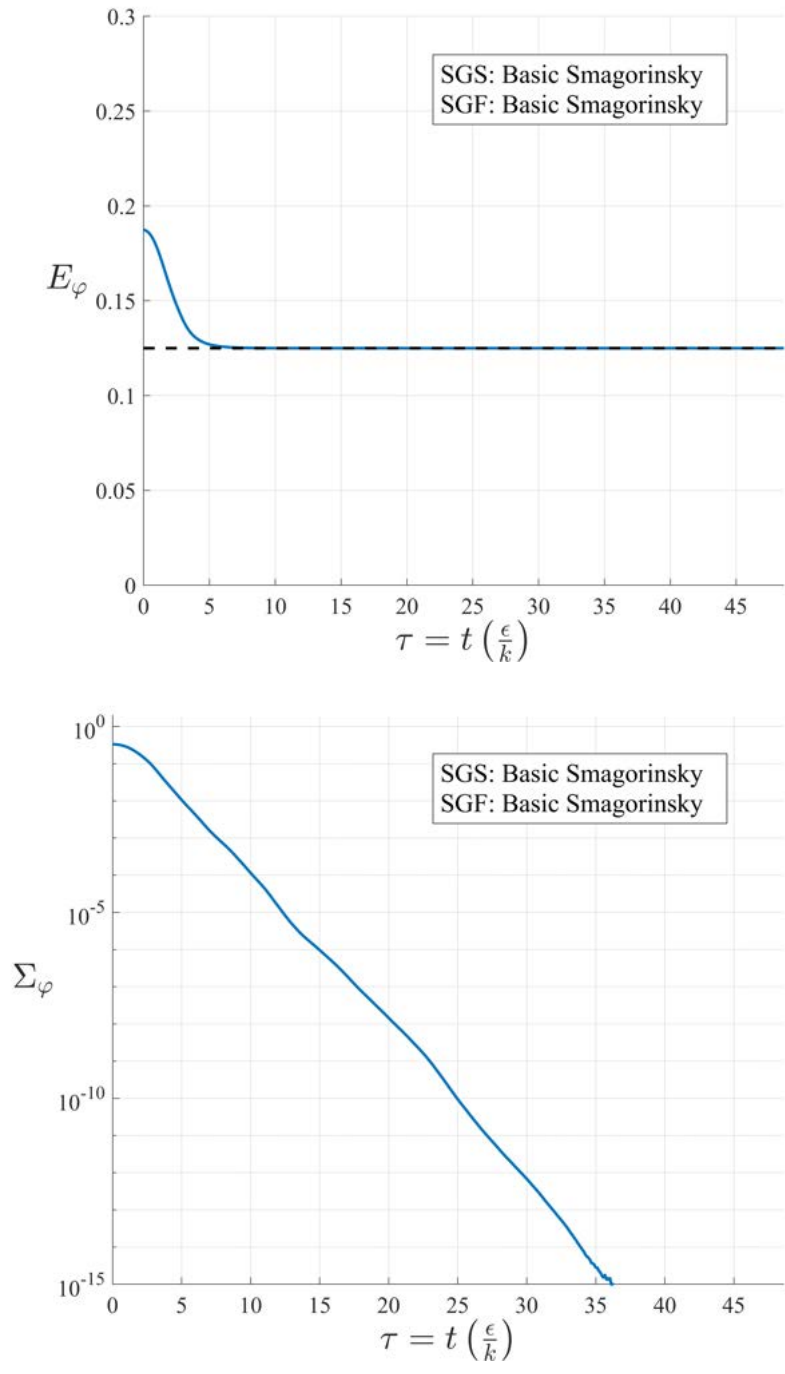 0.3
SGS: Basic Smagorinsky
SGF: Basic Smagorinsky
0.25
0.2
E_φ
0.15
0.1
0.05
0
0 5 10 15 20 25 30 35 40 45
τ = t (ϵ/k)
10^0
SGS: Basic Smagorinsky
SGF: Basic Smagorinsky
10^-5
Σ_φ
10^-10
10^-15
0 5 10 15 20 25 30 35 40 45
τ = t (ϵ/k)